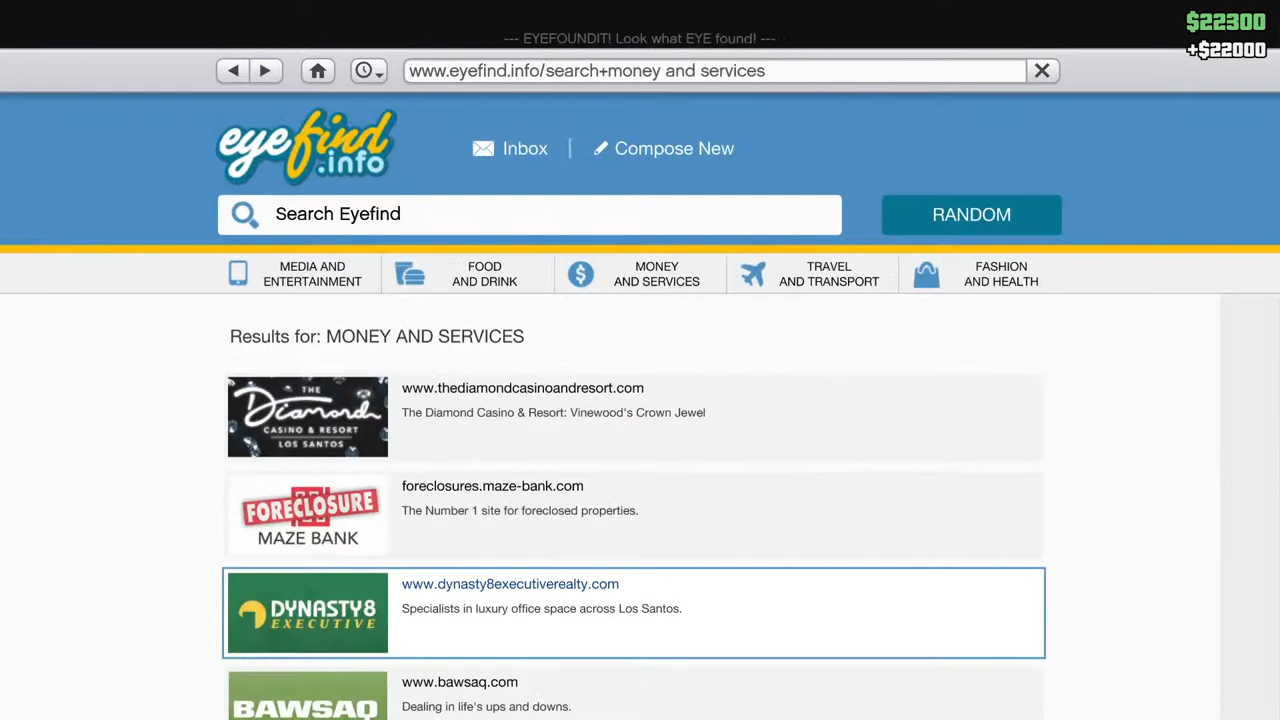 $22300
--- EYEFOUNDIT! Look what EYE found! ---
+$22000
www.eyefind.info/search+money and services
eyefind
.info
Inbox
Compose New
Search Eyefind
RANDOM
MEDIA AND
ENTERTAINMENT
FOOD
AND DRINK
MONEY
AND SERVICES
TRAVEL
AND TRANSPORT
FASHION
AND HEALTH
Results for: MONEY AND SERVICES
THE
Diamond
CASINO & RESORT
LOS SANTOS
www.thediamondcasinoandresort.com
The Diamond Casino & Resort: Vinewood's Crown Jewel
FORECLOSURE
MAZE BANK
foreclosures.maze-bank.com
The Number 1 site for foreclosed properties.
DYNASTY8
EXECUTIVE
www.dynasty8executiverealty.com
Specialists in luxury office space across Los Santos.
BAWSAQ
www.bawsaq.com
Dealing in life's ups and downs.